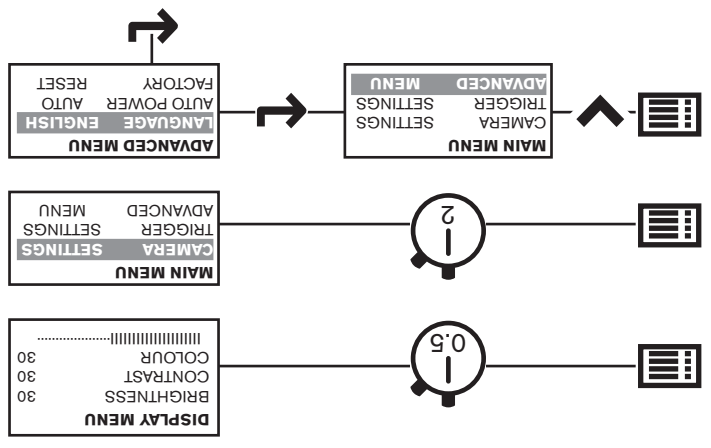 0.5
DISPLAY MENU
BRIGHTNESS 30
CONTRAST 30
COLOUR 30
2
MAIN MENU
CAMERA SETTINGS
TRIGGER SETTINGS
ADVANCED MENU
MAIN MENU
CAMERA SETTINGS
TRIGGER SETTINGS
ADVANCED MENU
ADVANCED MENU
LANGUAGE ENGLISH
AUTO POWER AUTO
FACTORY RESET